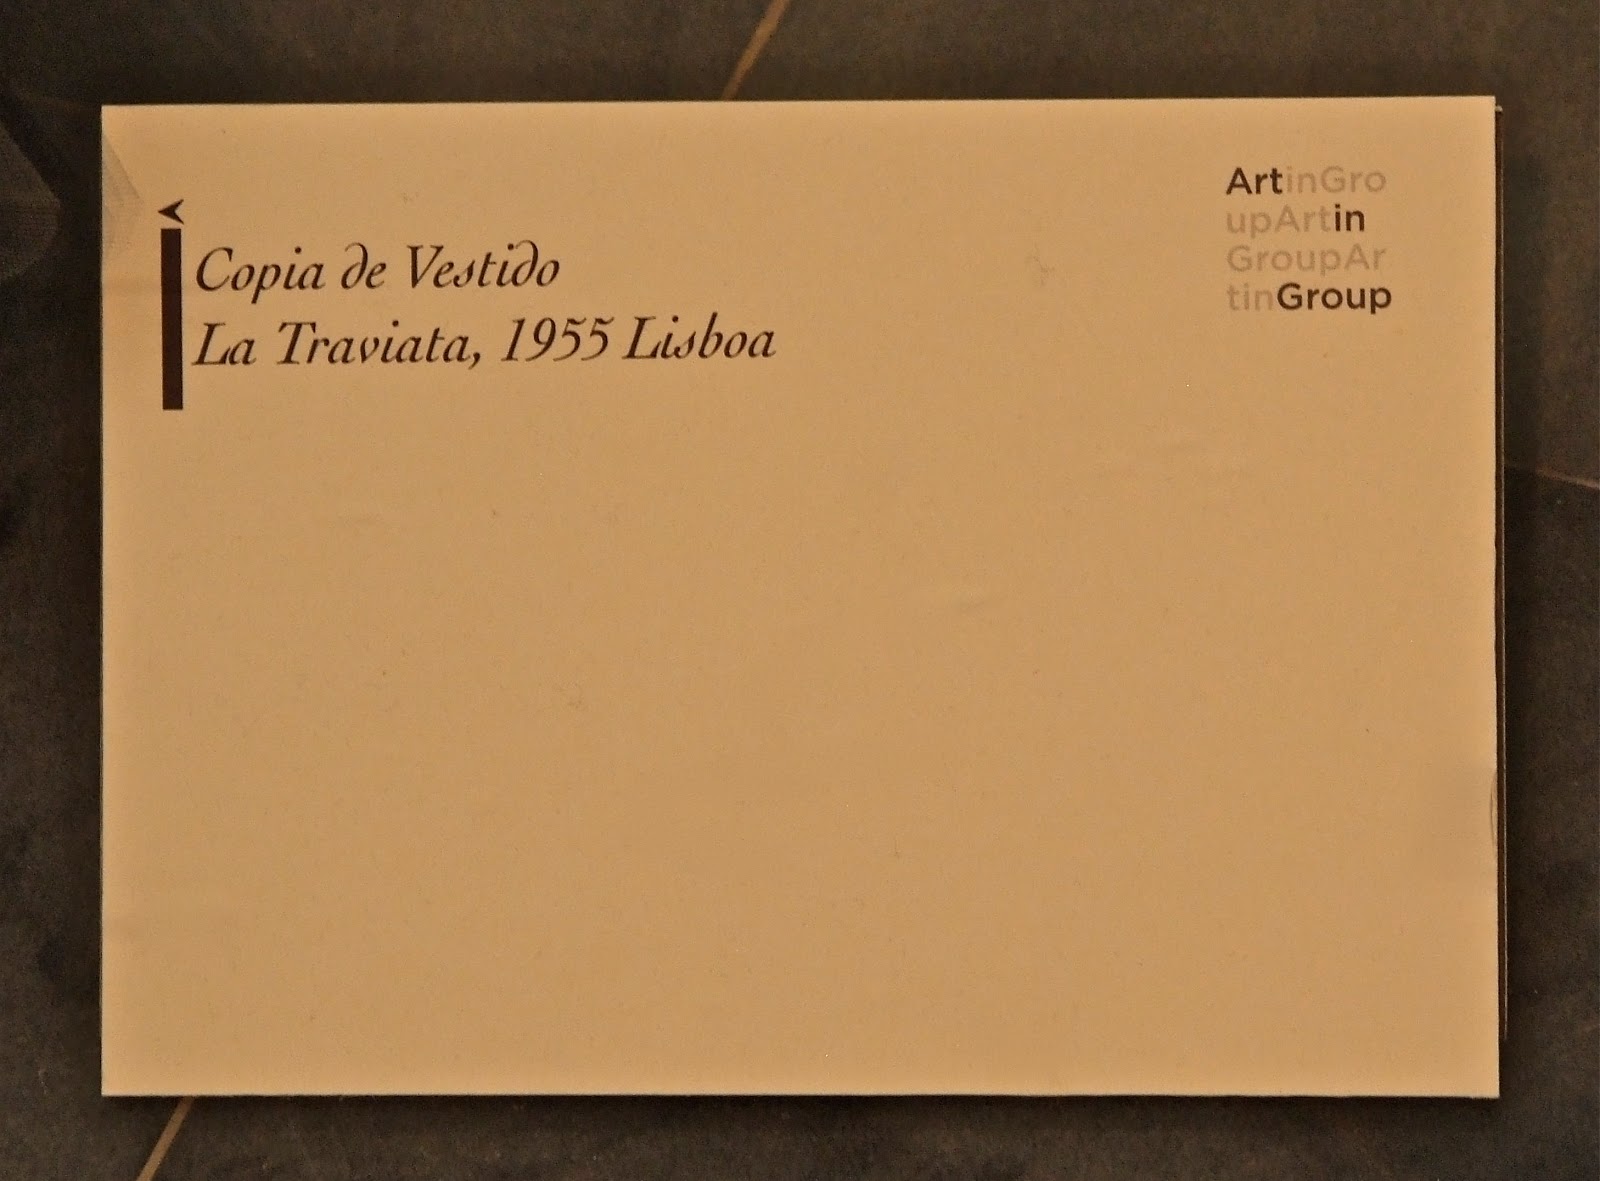 Copia de Vestido
La Traviata, 1955 Lisboa
ArtinGro
upArtin
GroupAr
tinGroup